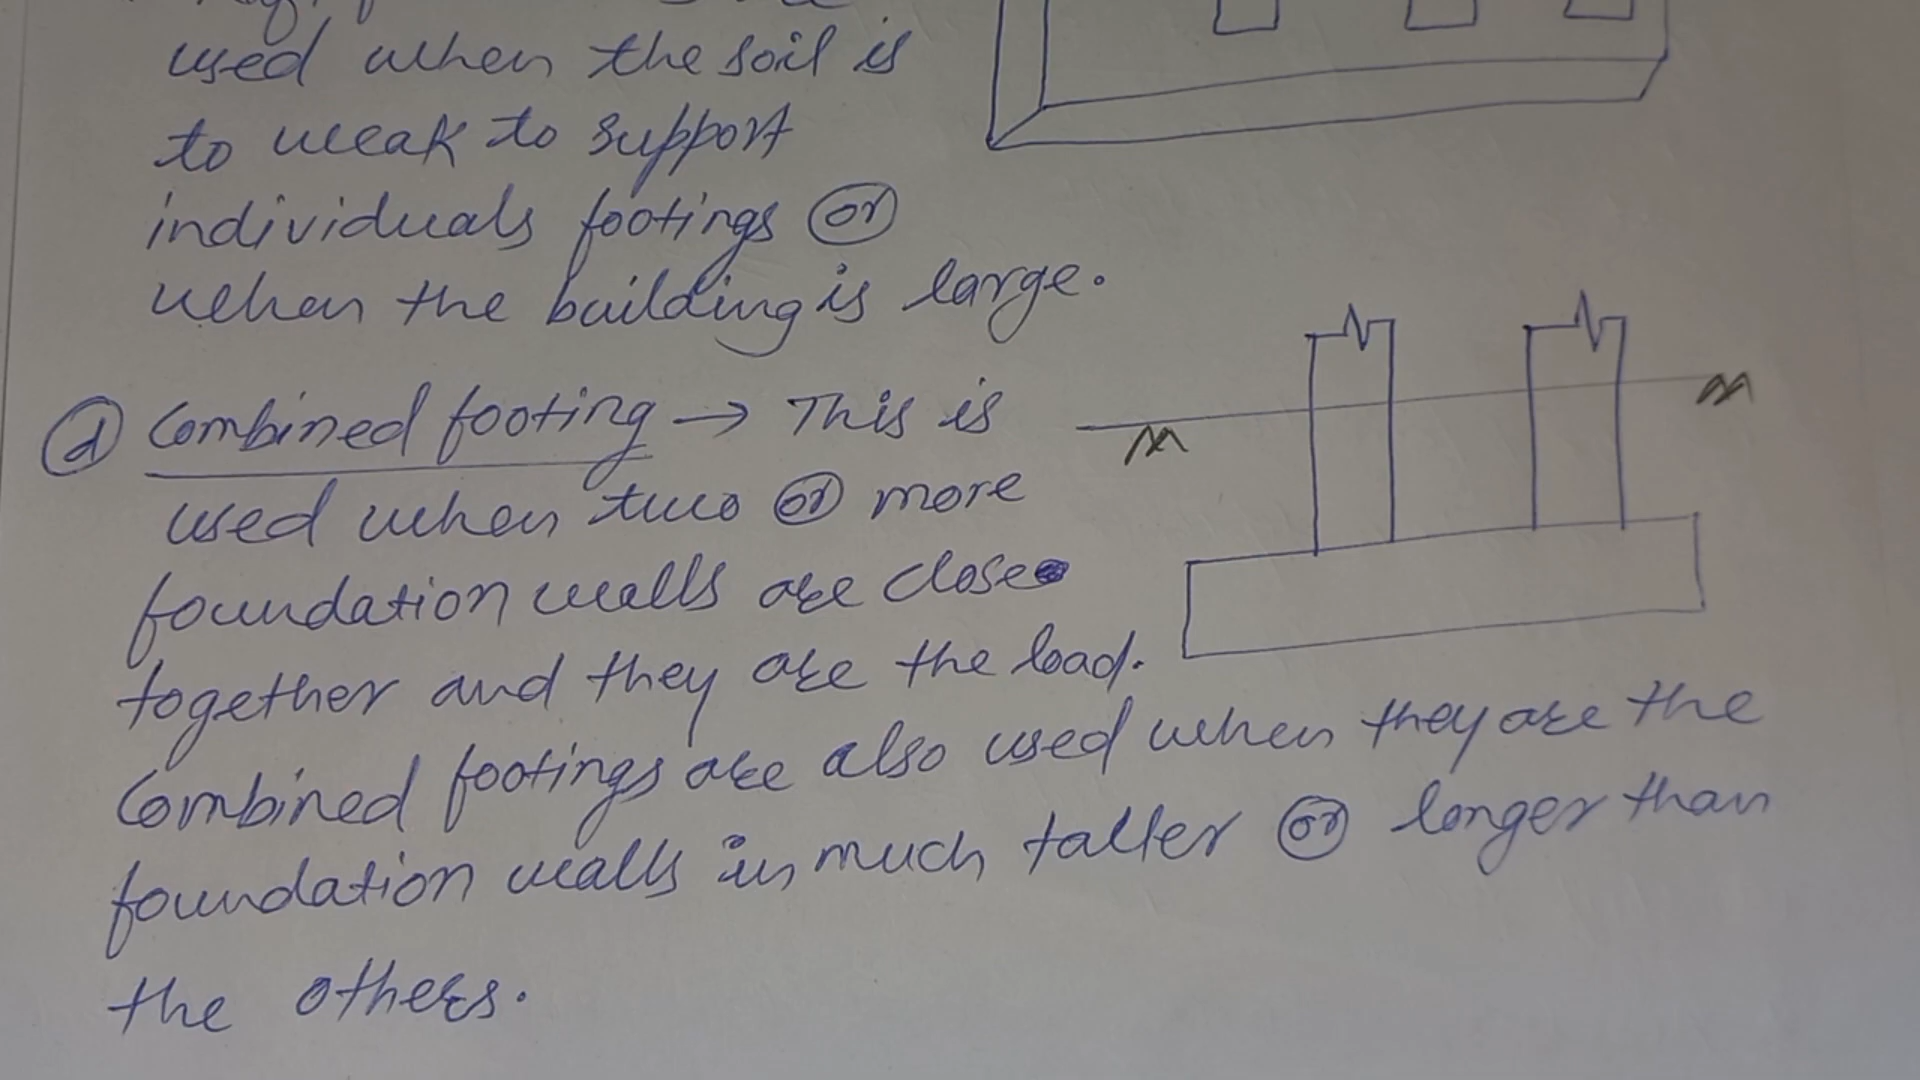 used when the soil is
to weak to support
individuals footings or
when the building is large.
d Combined footing → This is
used when two or more
foundation walls are close
together and they are the load.
Combined footings are also used when they are the
foundation walls in much taller or longer than
the others.